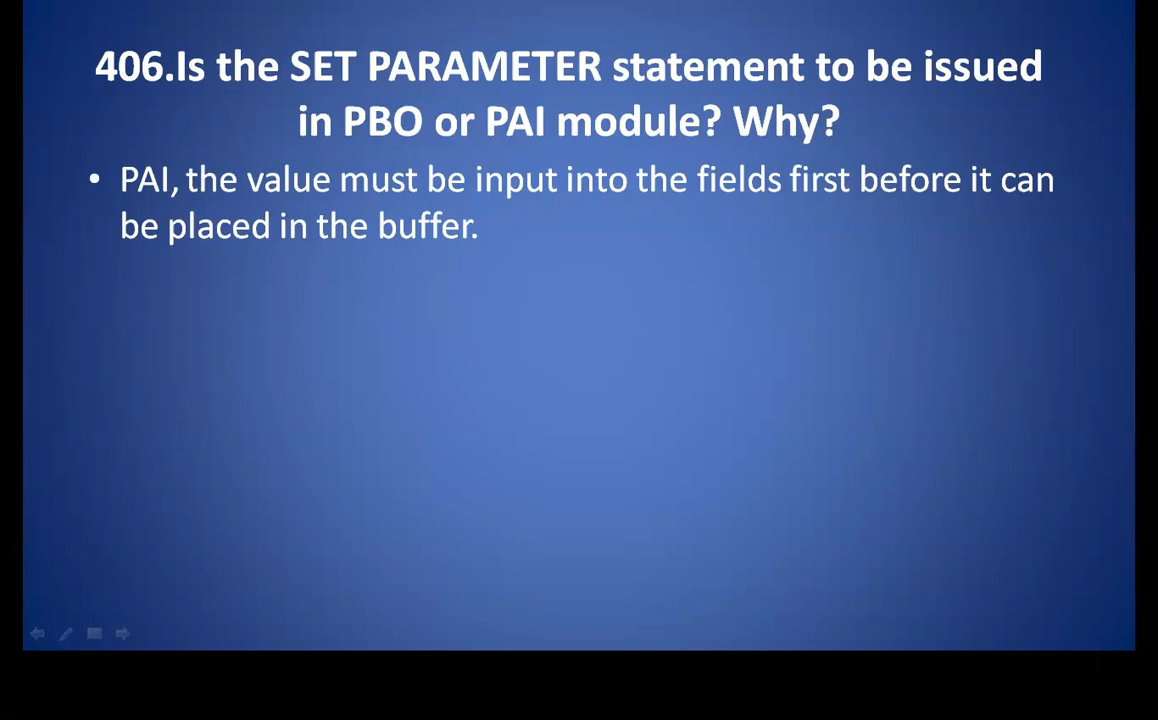 406.Is the SET PARAMETER statement to be issued
in PBO or PAI module? Why?
• PAI, the value must be input into the fields first before it can
be placed in the buffer.